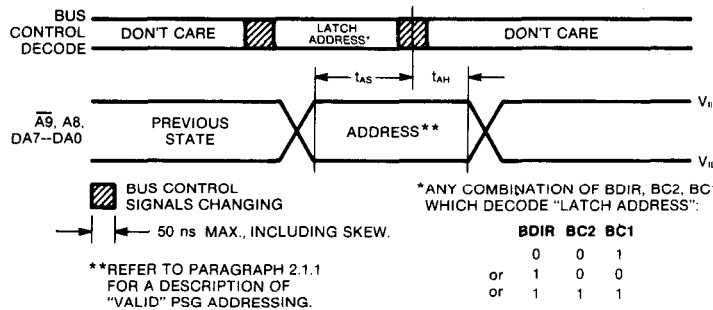 BUS
CONTROL
DECODE
DON'T CARE
LATCH
ADDRESS*
DON'T CARE
tAS
tAH
A9, A8,
DA7--DA0
PREVIOUS
STATE
ADDRESS**
BUS CONTROL
SIGNALS CHANGING
50 ns MAX., INCLUDING SKEW.
**REFER TO PARAGRAPH 2.1.1
FOR A DESCRIPTION OF
"VALID" PSG ADDRESSING.
*ANY COMBINATION OF BDIR, BC2,
WHICH DECODE "LATCH ADDRESS":
BDIR BC2 BC1
0 0 1
or 1 0 0
or 1 1 1